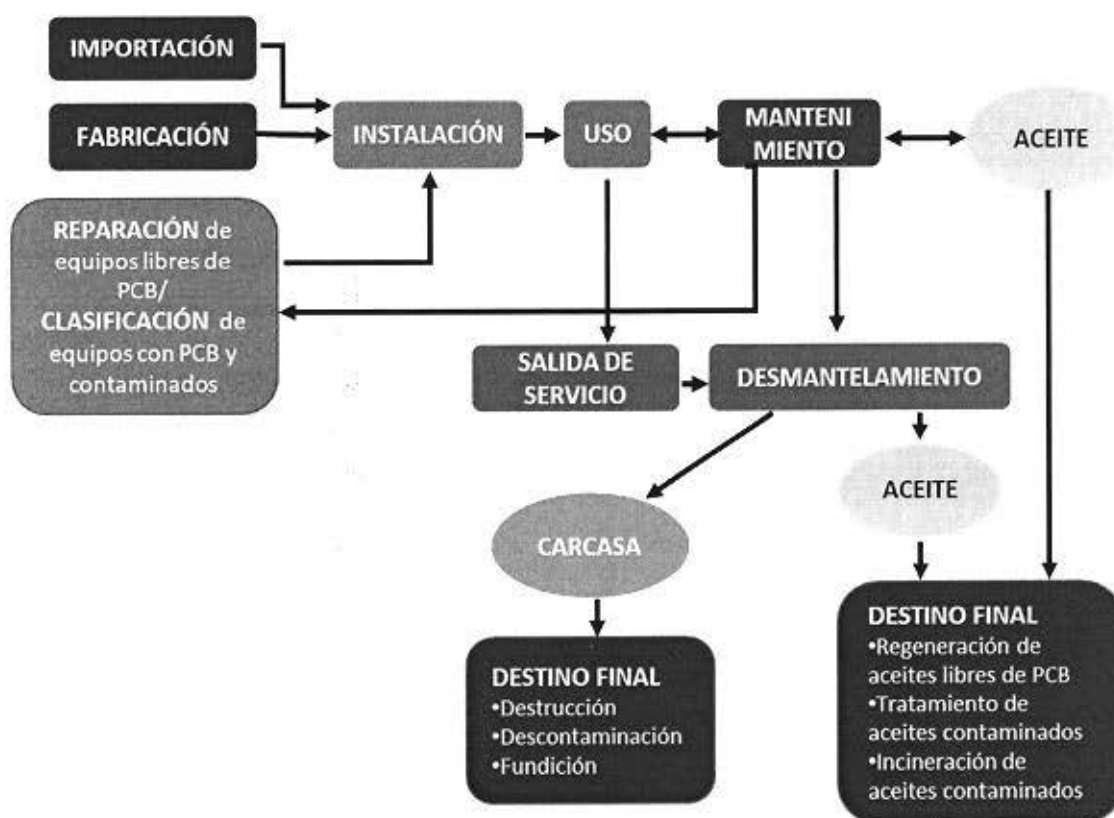 IMPORTACIÓN
FABRICACIÓN
INSTALACIÓN
USO
MANTENI
MIENTO
ACEITE
REPARACIÓN de
equipos libres de
PCB/
CLASIFICACIÓN de
equipos con PCB y
contaminados
SALIDA DE
SERVICIO
DESMANTELAMIENTO
CARCASA
ACEITE
DESTINO FINAL
•Destrucción
•Descontaminación
•Fundición
DESTINO FINAL
•Regeneración de
aceites libres de PCB
•Tratamiento de
aceites contaminados
•Incineración de
aceites contaminados